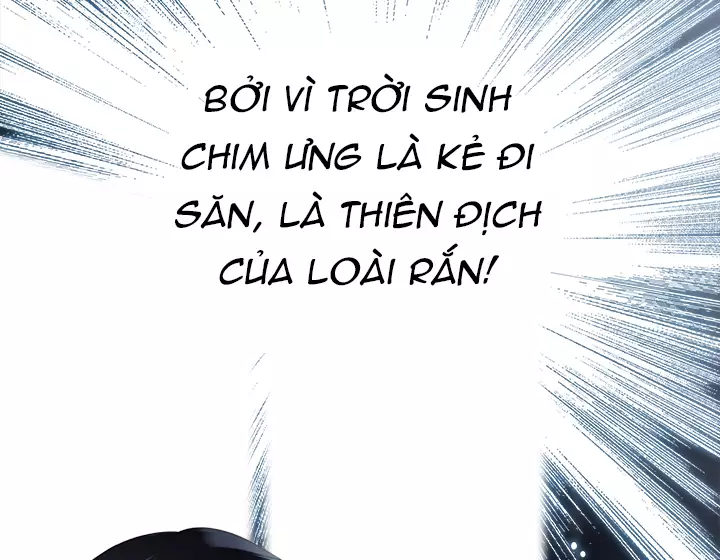 BỞI VÌ TRỜI SINH
CHIM ƯNG LÀ KẺ ĐI
SĂN, LÀ THIÊN ĐỊCH
CỦA LOÀI RẮN!